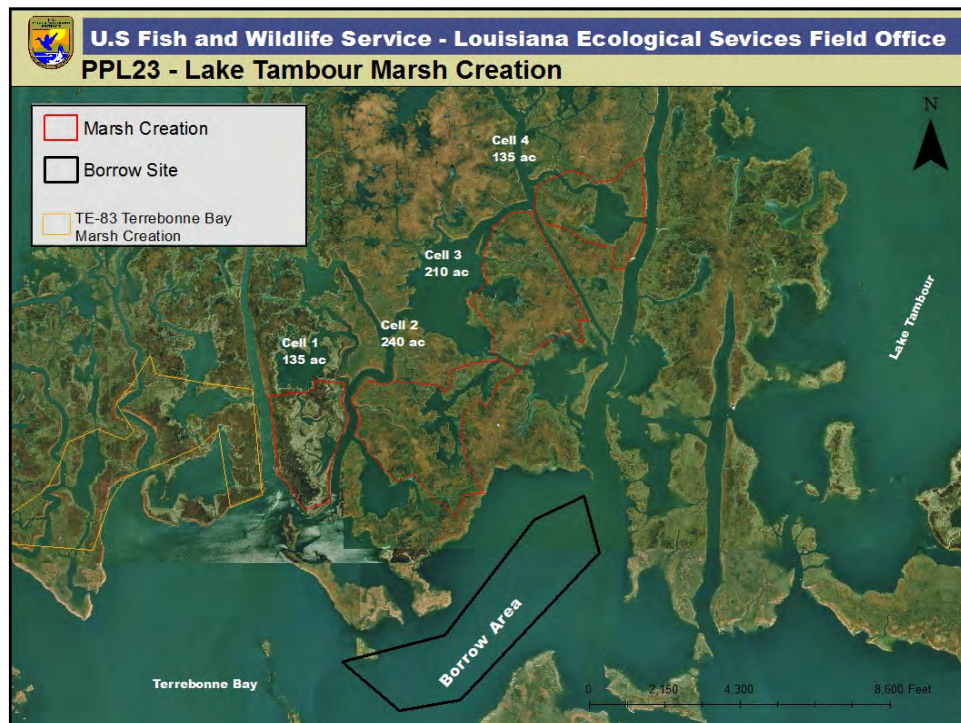 U.S Fish and Wildlife Service - Louisiana Ecological Sevices Field Office
PPL23 - Lake Tambour Marsh Creation
Marsh Creation
Borrow Site
TE-83 Terrebonne Bay
Marsh Creation
N
Cell 4
135 ac
Cell 3
210 ac
Cell 2
240 ac
Cell 1
135 ac
Lake Tambour
Borrow Area
Terrebonne Bay
0 2,150 4,300 8,600 Feet